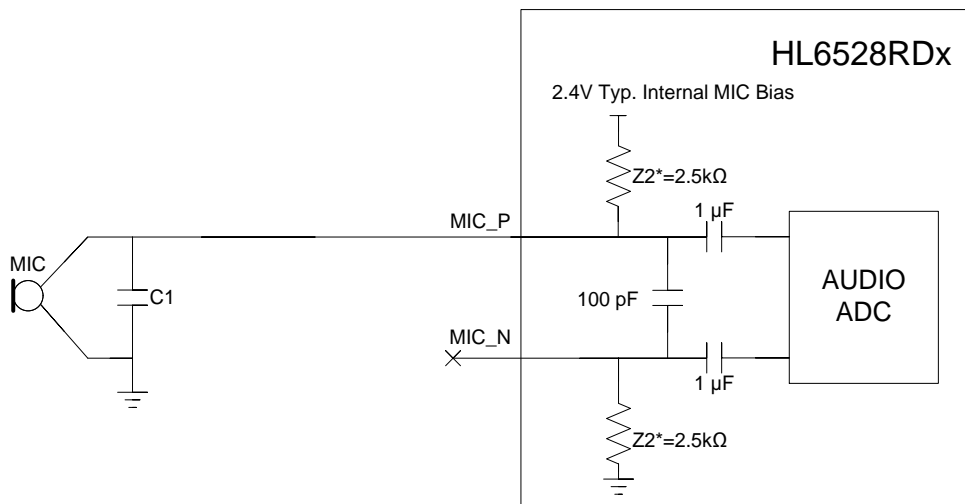 HL6528RDx
2.4V Typ. Internal MIC Bias
Z2*=2.5kΩ
1 µF
MIC_P
MIC
C1
100 pF
AUDIO
ADC
MIC_N
1 µF
Z2*=2.5kΩ